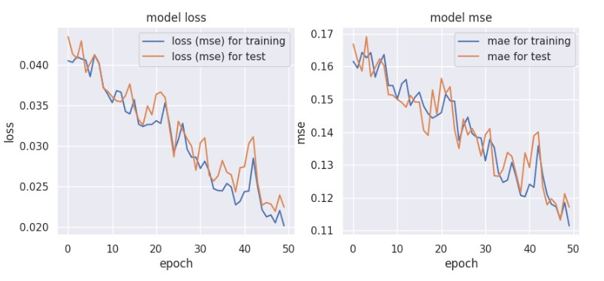 model loss
loss (mse) for training
loss (mse) for test
0.040
0.035
0.030
0.025
0.020
loss
0 10 20 30 40 50
epoch
model mse
mae for training
mae for test
0.17
0.16
0.15
0.14
0.13
0.12
0.11
mse
0 10 20 30 40 50
epoch